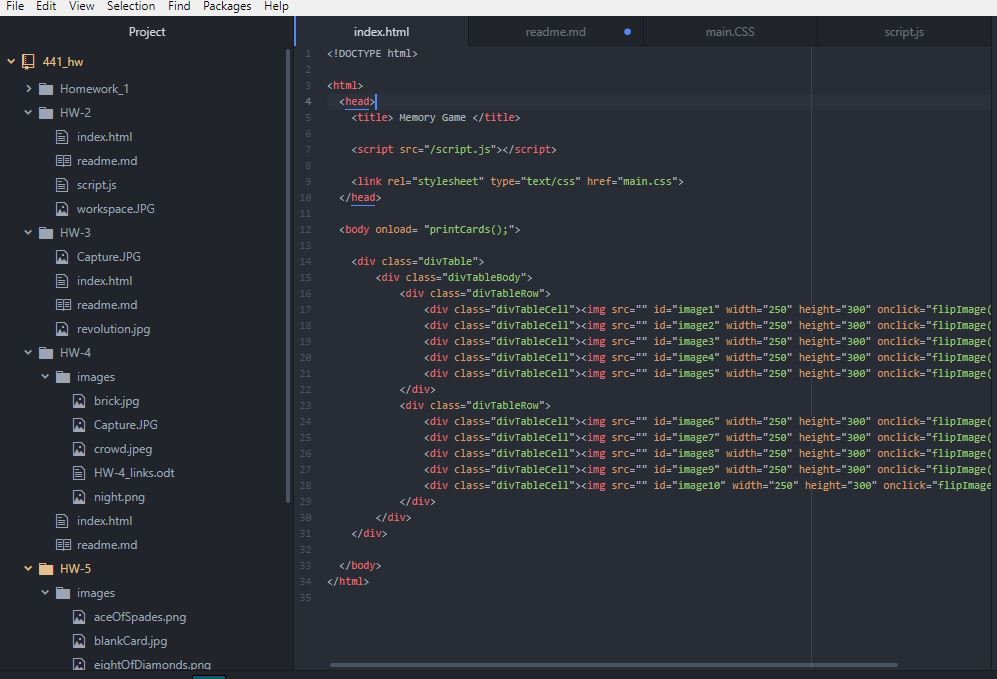 File Edit View Selection Find Packages Help
Project
441_hw
Homework_1
HW-2
index.html
readme.md
script.js
workspace.JPG
HW-3
Capture.JPG
index.html
readme.md
revolution.jpg
HW-4
images
brick.jpg
Capture.JPG
crowd.jpeg
HW-4_links.odt
night.png
index.html
readme.md
HW-5
images
aceOfSpades.png
blankCard.jpg
eightOfDiamonds.png
index.html readme.md main.CSS script.js
1 <!DOCTYPE html>
2
3 <html>
4 <head>
5 <title> Memory Game </title>
6
7 <script src="/script.js"></script>
8
9 <link rel="stylesheet" type="text/css" href="main.css">
10 </head>
11
12 <body onload= "printCards();">
13
14 <div class="divTable">
15 <div class="divTableBody">
16 <div class="divTableRow">
17 <div class="divTableCell"><img src="" id="image1" width="250" height="300" onclick="flipImage(
18 <div class="divTableCell"><img src="" id="image2" width="250" height="300" onclick="flipImage(
19 <div class="divTableCell"><img src="" id="image3" width="250" height="300" onclick="flipImage(
20 <div class="divTableCell"><img src="" id="image4" width="250" height="300" onclick="flipImage(
21 <div class="divTableCell"><img src="" id="image5" width="250" height="300" onclick="flipImage(
22 </div>
23 <div class="divTableRow">
24 <div class="divTableCell"><img src="" id="image6" width="250" height="300" onclick="flipImage(
25 <div class="divTableCell"><img src="" id="image7" width="250" height="300" onclick="flipImage(
26 <div class="divTableCell"><img src="" id="image8" width="250" height="300" onclick="flipImage(
27 <div class="divTableCell"><img src="" id="image9" width="250" height="300" onclick="flipImage(
28 <div class="divTableCell"><img src="" id="image10" width="250" height="300" onclick="flipImage
29 </div>
30 </div>
31 </div>
32
33 </body>
34 </html>
35